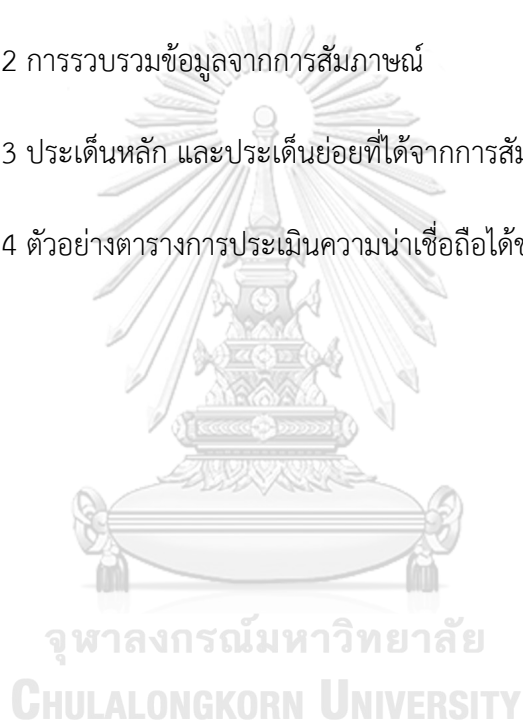 2 การรวบรวมข้อมูลจากการสัมภาษณ์
3 ประเด็นหลัก และประเด็นย่อยที่ได้จากการ
4 ตัวอย่างตารางการประเมินความน่าเชื่อถือได้
จุฬาลงกรณ์มหาวิทยาลัย
CHULALONGKORN UNIVERSITY